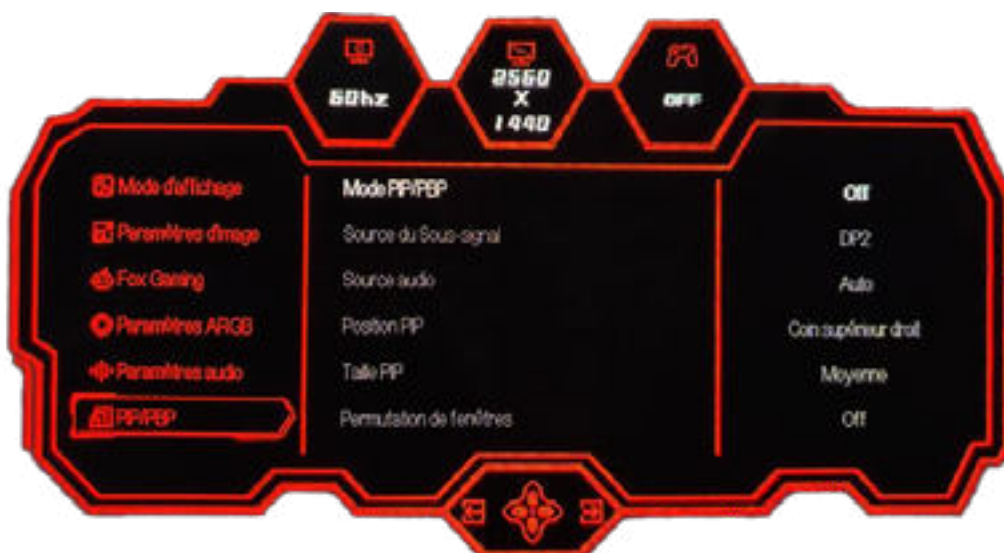 60hz
2560
X
1440
OFF
Mode d'affichage
Paramètres d'image
Fox Gaming
Paramètres ARGB
Paramètres audio
PIP/PBP
Mode PIP/PBP
Off
Source du Sous-signal
DP2
Source audio
Auto
Position PIP
Coin supérieur droit
Taille PIP
Moyenne
Permutation de fenêtres
Off